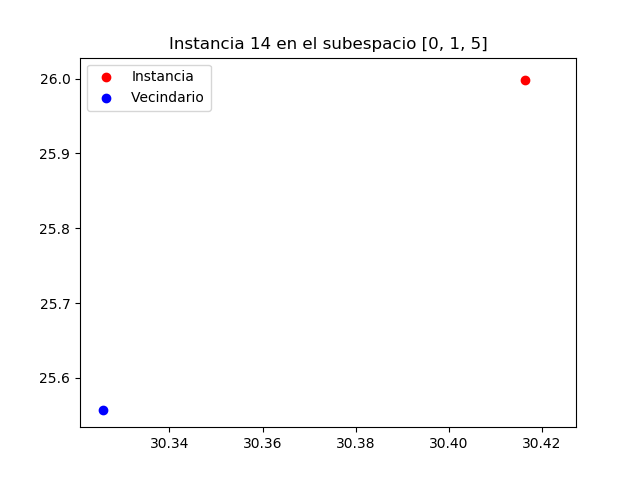 Instancia 14 en el subespacio [0, 1, 5]
Instancia
Vecindario
26.0
25.9
25.8
25.7
25.6
30.34 30.36 30.38 30.40 30.42